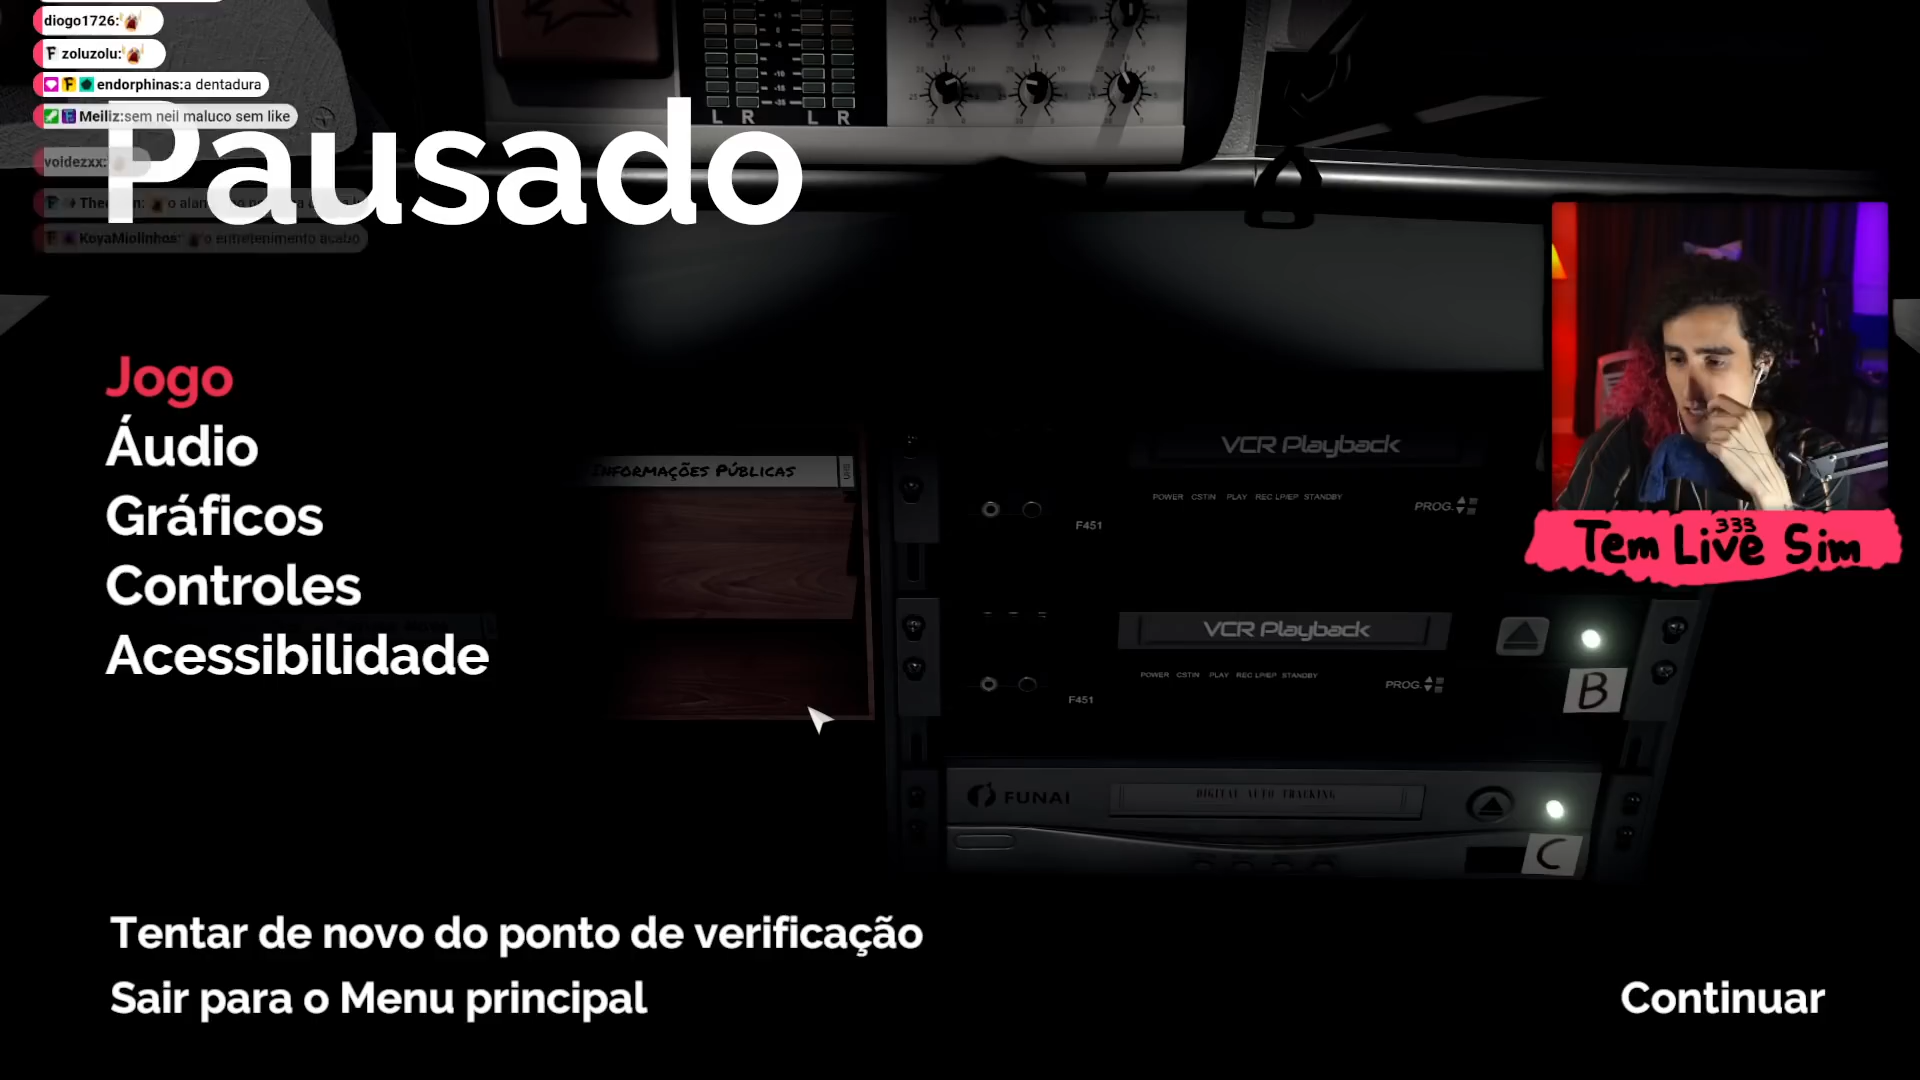 diogo1726:
zoluzolu:
endorphinas:a dentadura
Meiliz:sem neil maluco sem like
voidezxx:
KoyaMiolinhos: o entretenimento acabo
Pausado
L R L R
Jogo
Áudio
Gráficos
Controles
Acessibilidade
Informações Públicas
VCR Playback
POWER CSTIN PLAY REC LP/EP STANDBY
PROG.
F451
VCR Playback
POWER CSTIN PLAY REC LP/EP STANDBY
PROG.
F451
B
FUNAI
DIGITAL AUTO TRACKING
C
333
Tem Live Sim
Tentar de novo do ponto de verificação
Sair para o Menu principal
Continuar